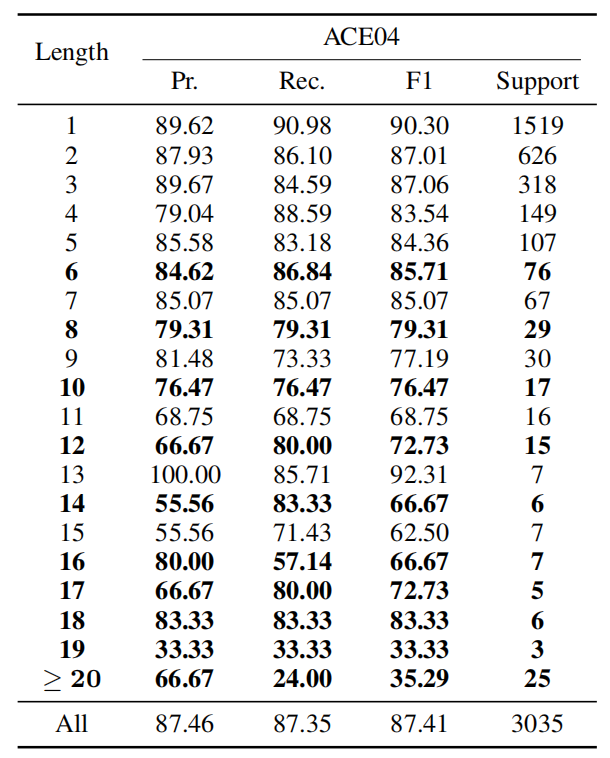 Length ACE04
Pr. Rec. F1 Support
1 89.62 90.98 90.30 1519
2 87.93 86.10 87.01 626
3 89.67 84.59 87.06 318
4 79.04 88.59 83.54 149
5 85.58 83.18 84.36 107
6 84.62 86.84 85.71 76
7 85.07 85.07 85.07 67
8 79.31 79.31 79.31 29
9 81.48 73.33 77.19 30
10 76.47 76.47 76.47 17
11 68.75 68.75 68.75 16
12 66.67 80.00 72.73 15
13 100.00 85.71 92.31 7
14 55.56 83.33 66.67 6
15 55.56 71.43 62.50 7
16 80.00 57.14 66.67 7
17 66.67 80.00 72.73 5
18 83.33 83.33 83.33 6
19 33.33 33.33 33.33 3
≥ 20 66.67 24.00 35.29 25
All 87.46 87.35 87.41 3035